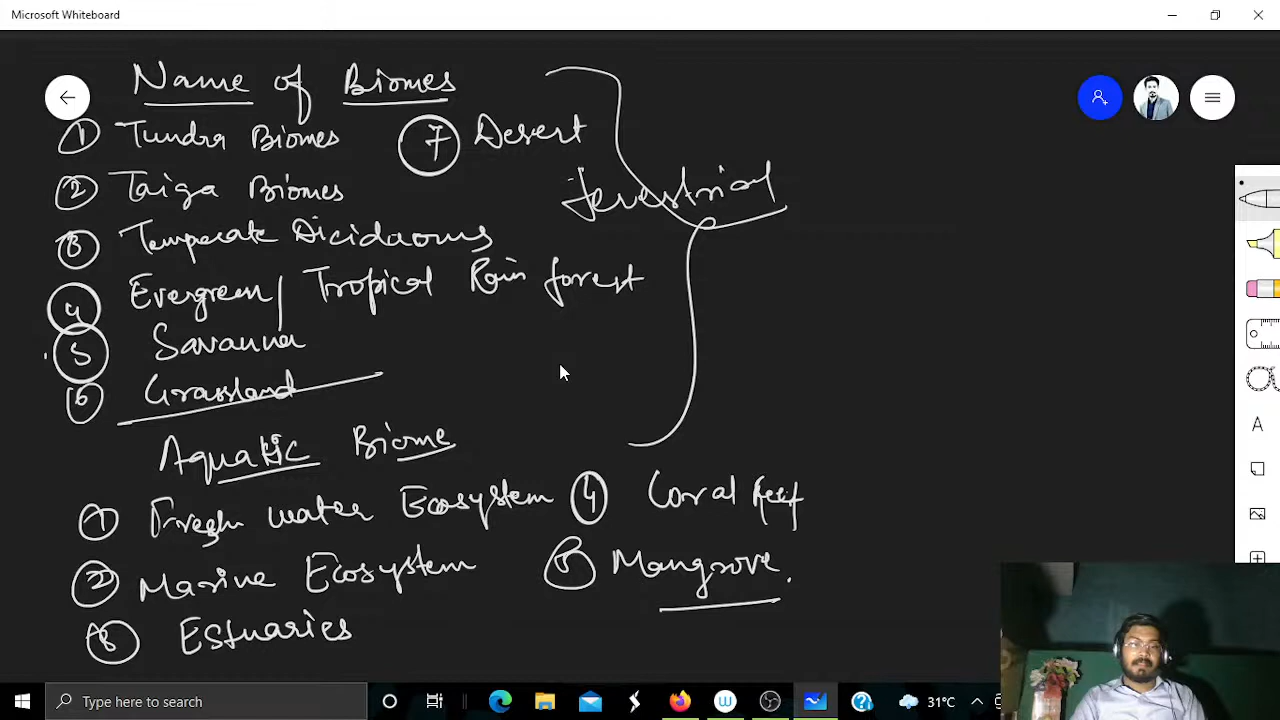 Microsoft Whiteboard
Name of Biomes
① Tundra Biomes ⑦ Desert
② Taiga Biomes
③ Temperate Dicidaoms
④ Evergreen/ Tropical Rain forest
⑤ Savanna
⑥ Grassland
Terestrial
Aquatic Biome
① Fresh water Ecosystem ④ Coral Reef
② Marine Ecosystem ⑤ Mangrove.
③ Estuaries
A
Type here to search
31°C